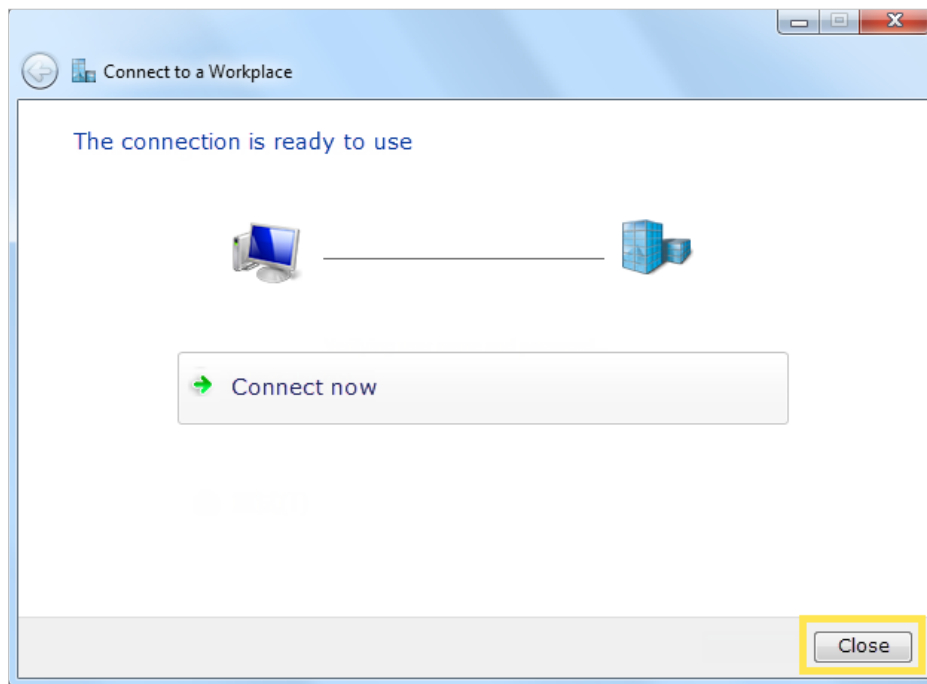 Connect to a Workplace
The connection is ready to use
Connect now
Close